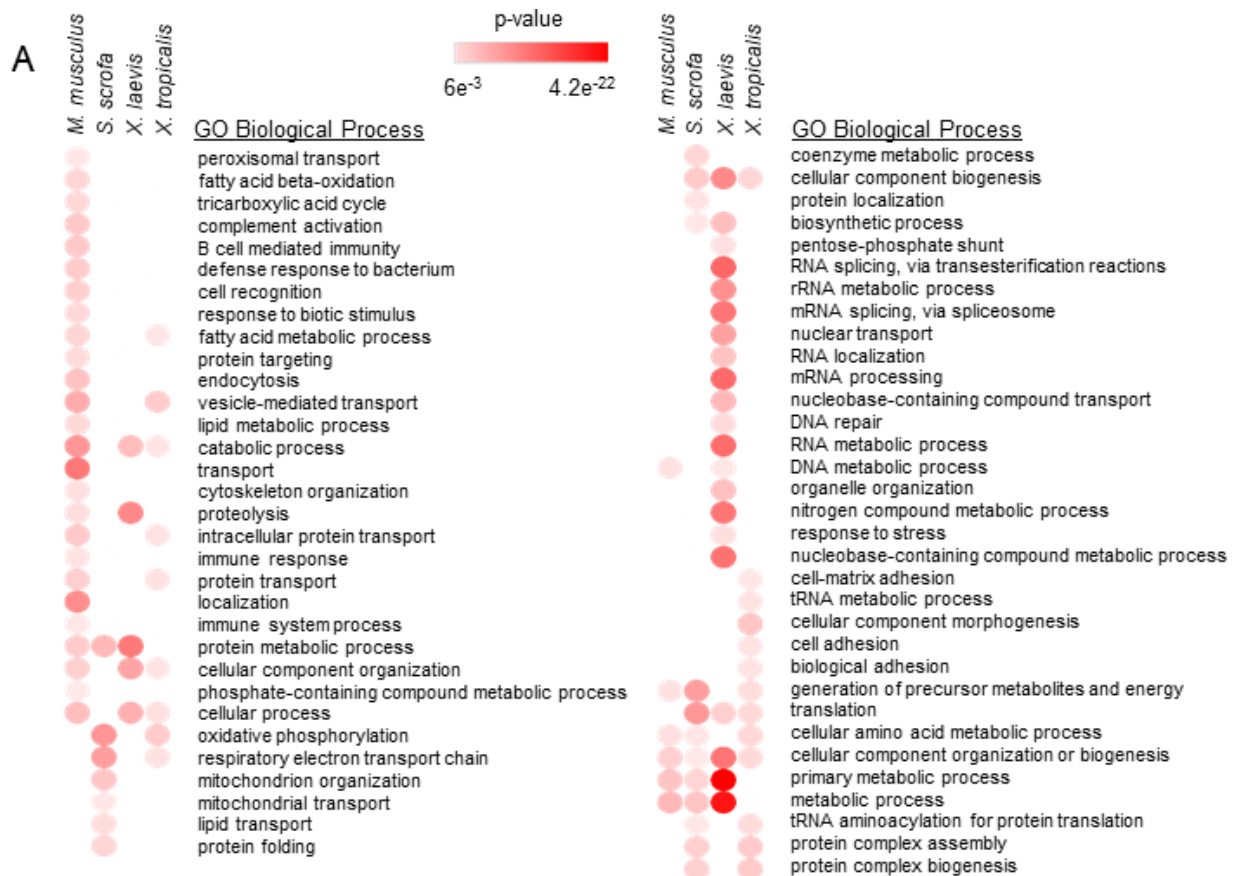 A
p-value
6e-3
4.2e-22
M. musculus
S. scrofa
X. laevis
X. tropicalis
GO Biological Process
peroxisomal transport
fatty acid beta-oxidation
tricarboxylic acid cycle
complement activation
B cell mediated immunity
defense response to bacterium
cell recognition
response to biotic stimulus
fatty acid metabolic process
protein targeting
endocytosis
vesicle-mediated transport
lipid metabolic process
catabolic process
transport
cytoskeleton organization
proteolysis
intracellular protein transport
immune response
protein transport
localization
immune system process
protein metabolic process
cellular component organization
phosphate-containing compound metabolic process
cellular process
oxidative phosphorylation
respiratory electron transport chain
mitochondrion organization
mitochondrial transport
lipid transport
protein folding
M. musculus
S. scrofa
X. laevis
X. tropicalis
GO Biological Process
coenzyme metabolic process
cellular component biogenesis
protein localization
biosynthetic process
pentose-phosphate shunt
RNA splicing, via transesterification reactions
rRNA metabolic process
mRNA splicing, via spliceosome
nuclear transport
RNA localization
mRNA processing
nucleobase-containing compound transport
DNA repair
RNA metabolic process
DNA metabolic process
organelle organization
nitrogen compound metabolic process
response to stress
nucleobase-containing compound metabolic process
cell-matrix adhesion
tRNA metabolic process
cellular component morphogenesis
cell adhesion
biological adhesion
generation of precursor metabolites and energy
translation
cellular amino acid metabolic process
cellular component organization or biogenesis
primary metabolic process
metabolic process
tRNA aminoacylation for protein translation
protein complex assembly
protein complex biogenesis